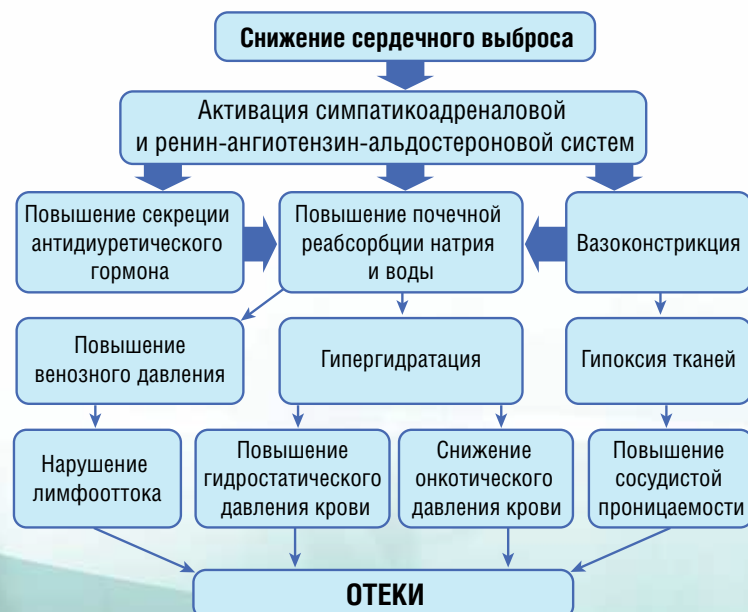 Снижение сердечного выброса
Активация симпатикоадреналовой
и ренин-ангиотензин-альдостероновой систем
Повышение секреции
антидиуретического
гормона
Повышение почечной
реабсорбции натрия
и воды
Вазоконстрикция
Повышение
венозного давления
Гипергидратация
Гипоксия тканей
Нарушение
лимфооттока
Повышение
гидростатического
давления крови
Снижение
онкотического
давления крови
Повышение
сосудистой
проницаемости
ОТЕКИ